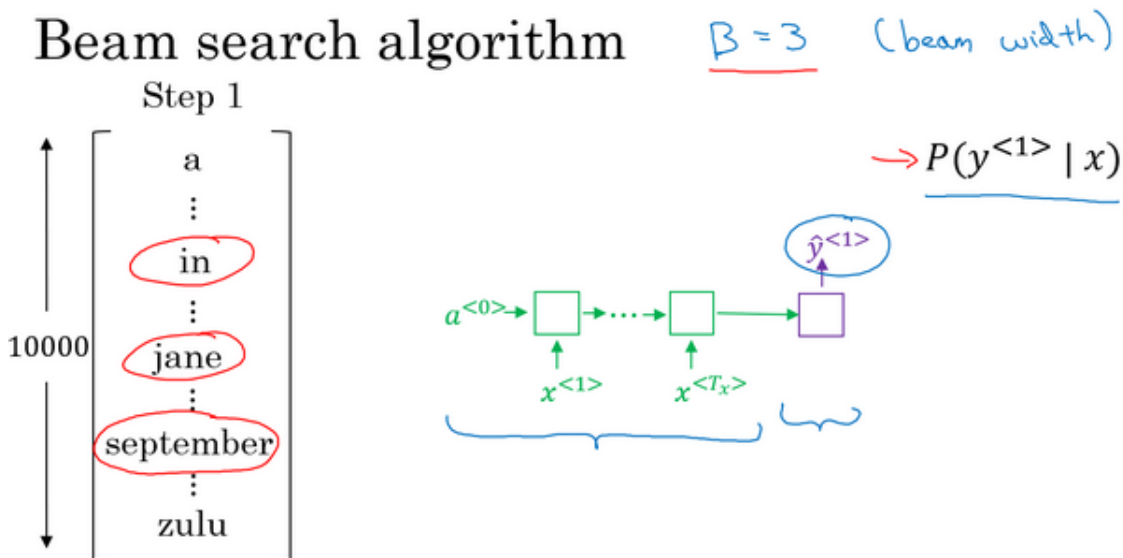 Beam search algorithm B = 3 (beam width)
Step 1
→ P(y<1> | x)
a
⋮
in
⋮
jane
⋮
september
⋮
zulu
10000
ŷ<1>
a<0> → ⋯ →
x<1> x<Tx>